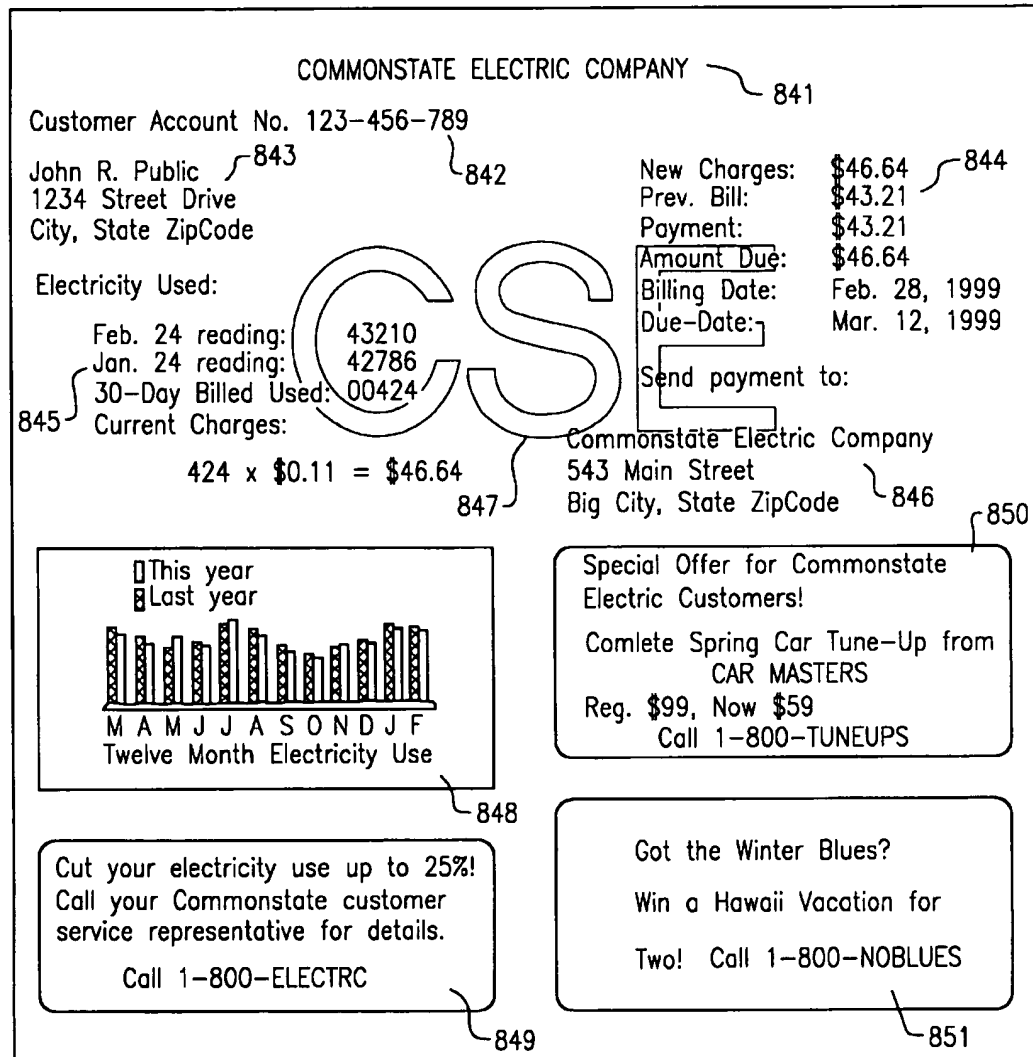 COMMONSTATE ELECTRIC COMPANY
841
Customer Account No. 123-456-789
842
John R. Public
843
1234 Street Drive
City, State ZipCode
New Charges: $46.64
844
Prev. Bill: $43.21
Payment: $43.21
Amount Due: $46.64
Billing Date: Feb. 28, 1999
Due-Date: Mar. 12, 1999
CSE
847
Electricity Used:
Feb. 24 reading: 43210
Jan. 24 reading: 42786
30-Day Billed Used: 00424
845
Current Charges:
424 x $0.11 = $46.64
Send payment to:
Commonstate Electric Company
543 Main Street
Big City, State ZipCode
846
This year
Last year
M A M J J A S O N D J F
Twelve Month Electricity Use
848
850
Special Offer for Commonstate
Electric Customers!
Comlete Spring Car Tune-Up from
CAR MASTERS
Reg. $99, Now $59
Call 1-800-TUNEUPS
Cut your electricity use up to 25%!
Call your Commonstate customer
service representative for details.
Call 1-800-ELECTRC
849
Got the Winter Blues?
Win a Hawaii Vacation for
Two! Call 1-800-NOBLUES
851